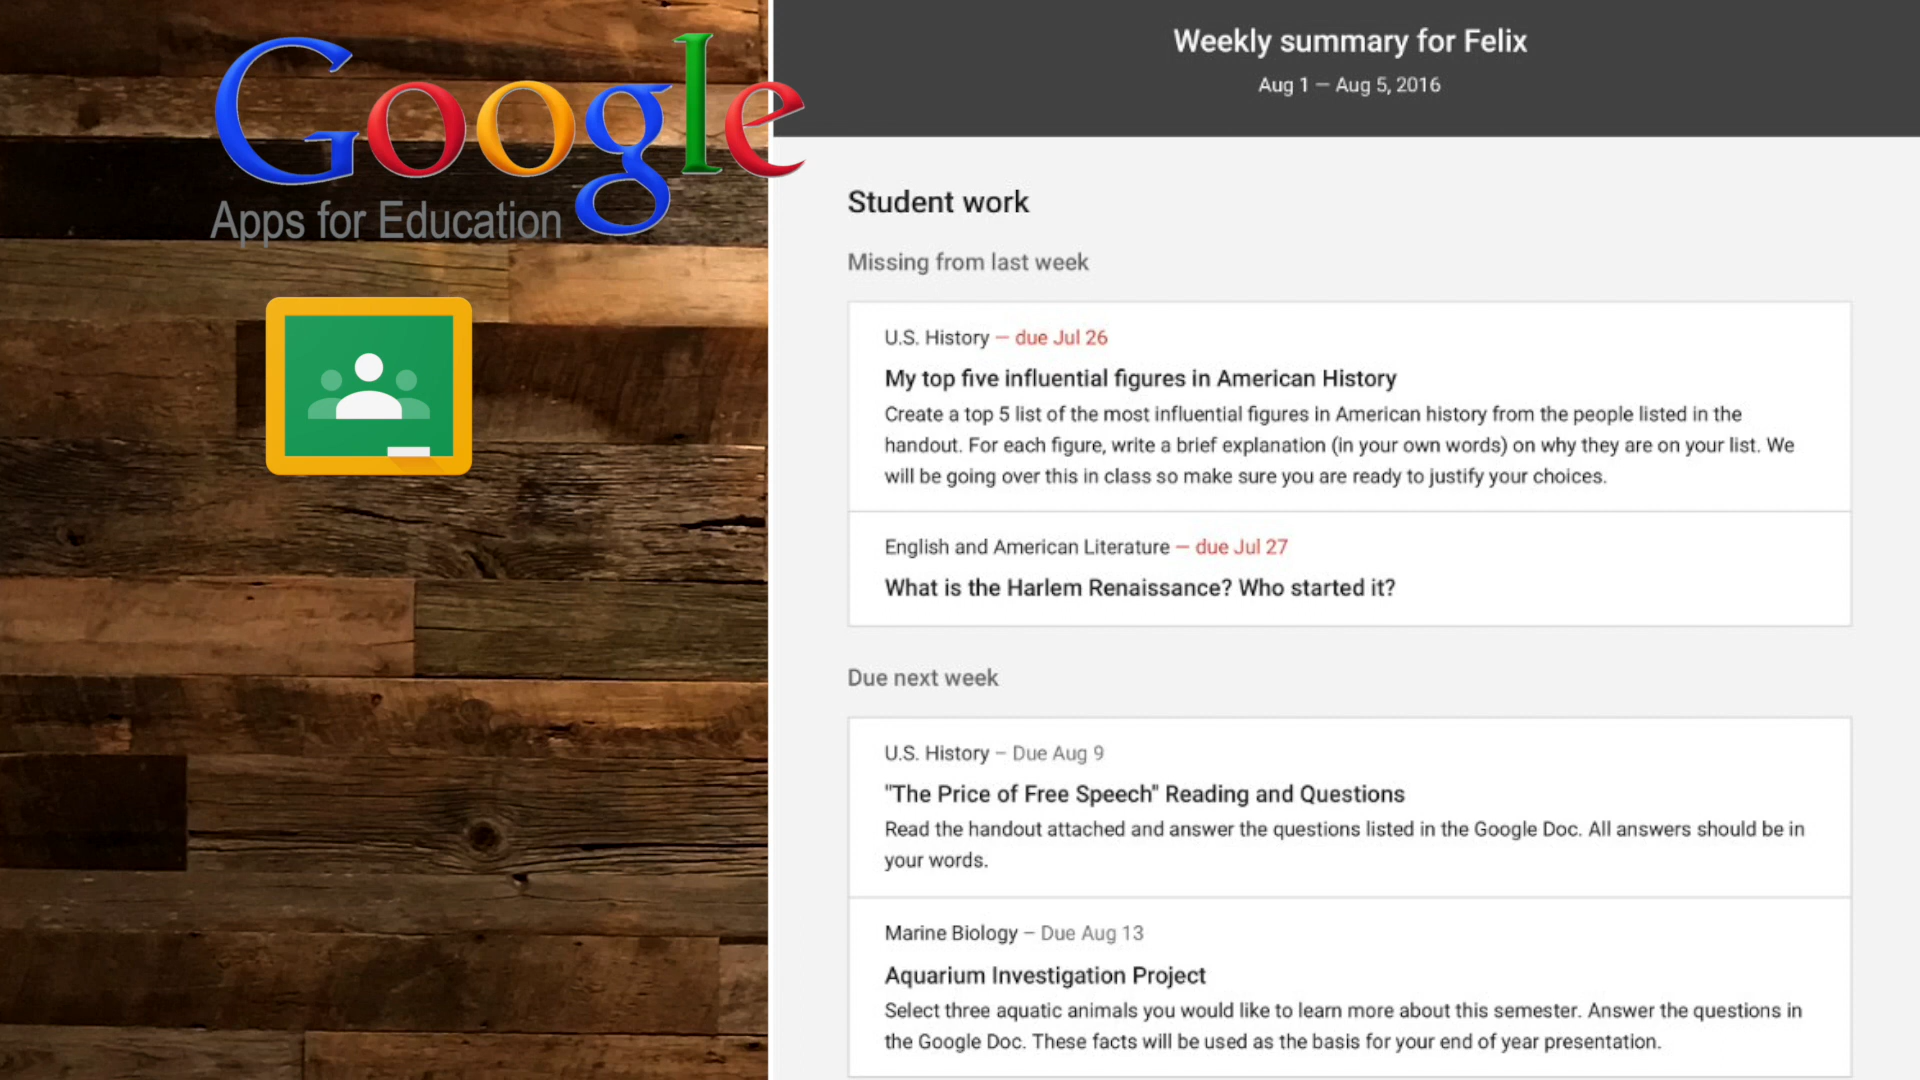 Google
Apps for Education
Weekly summary for Felix
Aug 1 — Aug 5, 2016
Student work
Missing from last week
U.S. History — due Jul 26
My top five influential figures in American History
Create a top 5 list of the most influential figures in American history from the people listed in the
handout. For each figure, write a brief explanation (in your own words) on why they are on your list. We
will be going over this in class so make sure you are ready to justify your choices.
English and American Literature — due Jul 27
What is the Harlem Renaissance? Who started it?
Due next week
U.S. History – Due Aug 9
"The Price of Free Speech" Reading and Questions
Read the handout attached and answer the questions listed in the Google Doc. All answers should be in
your words.
Marine Biology – Due Aug 13
Aquarium Investigation Project
Select three aquatic animals you would like to learn more about this semester. Answer the questions in
the Google Doc. These facts will be used as the basis for your end of year presentation.